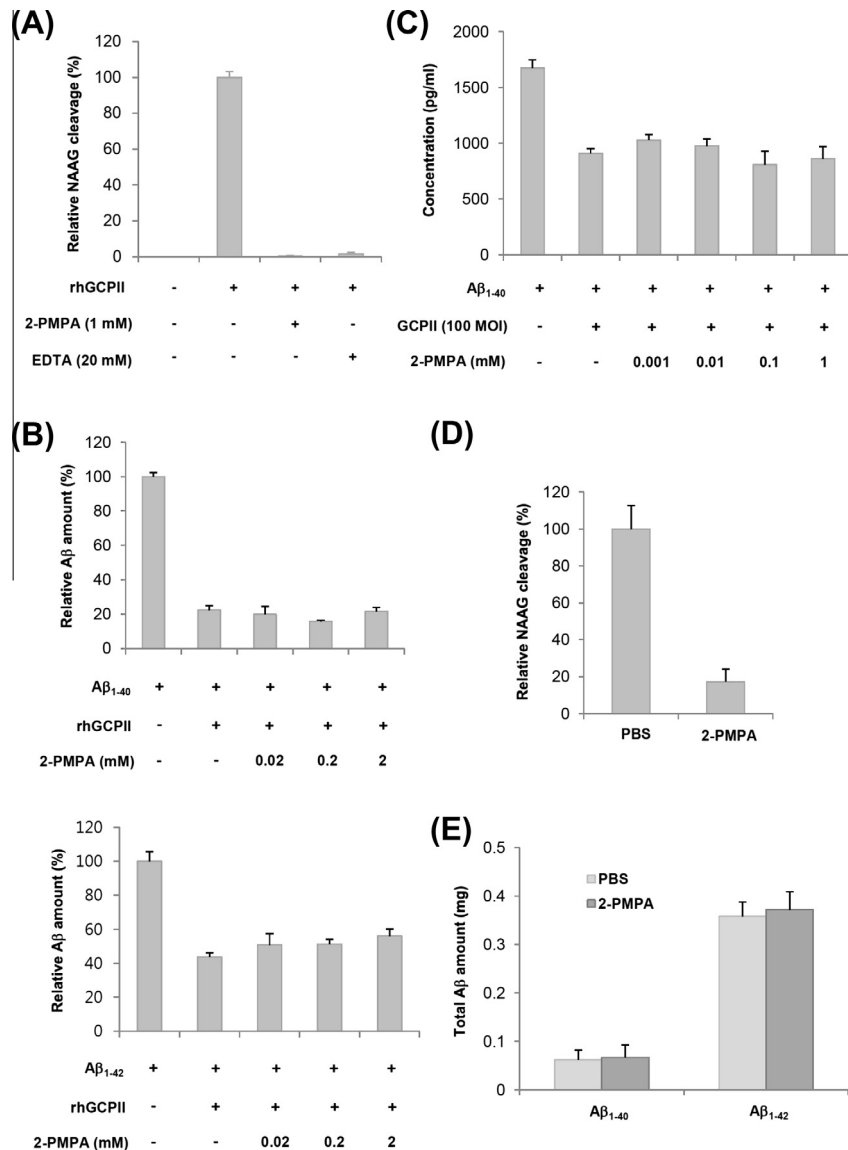 (A)
Relative NAAG cleavage (%)
120
100
80
60
40
20
0
rhGCPII - + + +
2-PMPA (1 mM) - - + -
EDTA (20 mM) - - - +
(C)
Concentration (pg/ml)
2000
1500
1000
500
0
Aβ1-40 + + + + + +
GCPII (100 MOI) - + + + + +
2-PMPA (mM) - - 0.001 0.01 0.1 1
(B)
Relative Aβ amount (%)
120
100
80
60
40
20
0
Aβ1-40 + + + + +
rhGCPII - + + + +
2-PMPA (mM) - - 0.02 0.2 2
Relative Aβ amount (%)
120
100
80
60
40
20
0
Aβ1-42 + + + + +
rhGCPII - + + + +
2-PMPA (mM) - - 0.02 0.2 2
(D)
Relative NAAG cleavage (%)
120
100
80
60
40
20
0
PBS 2-PMPA
(E)
Total Aβ amount (mg)
0.5
0.4
0.3
0.2
0.1
0
PBS
2-PMPA
Aβ1-40 Aβ1-42